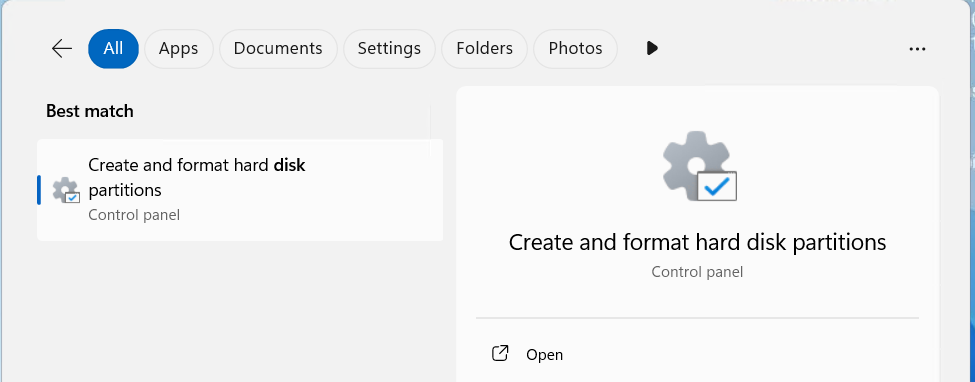 All Apps Documents Settings Folders Photos
Best match
Create and format hard disk
partitions
Control panel
Create and format hard disk partitions
Control panel
Open